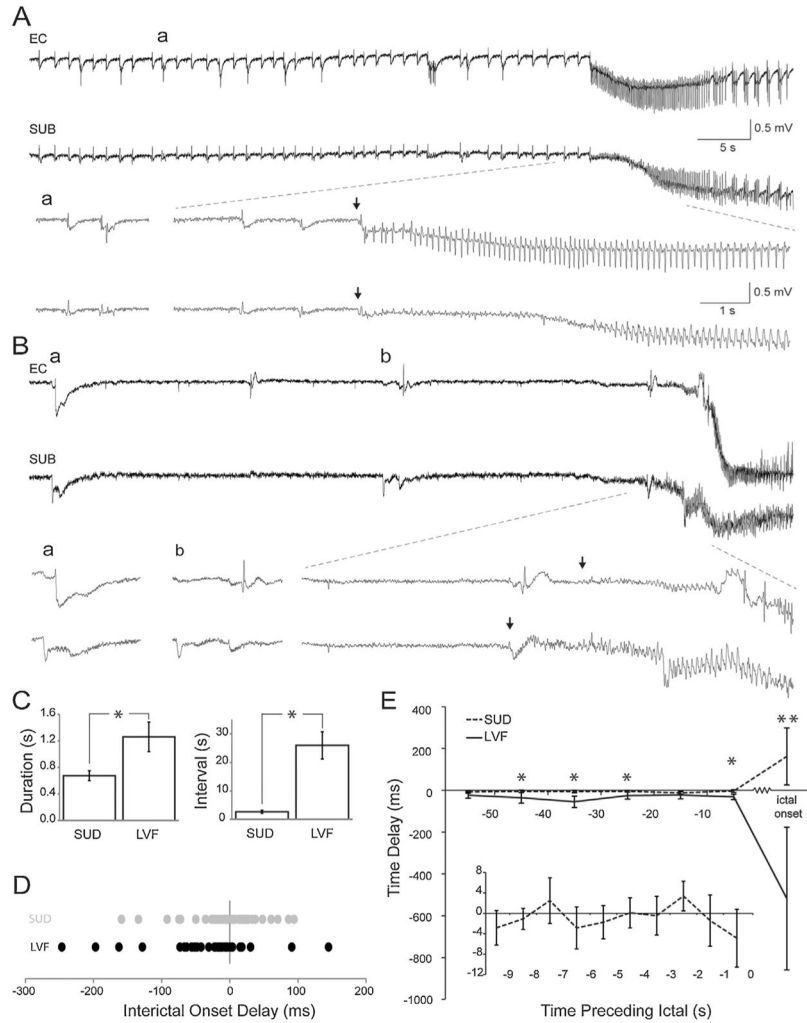 A
EC
a
0.5 mV
5 s
SUB
a
0.5 mV
1 s
B
a
b
EC
SUB
a
b
C
Duration (s)
1.6
1.2
0.8
0.4
0.0
*
SUD LVF
Interval (s)
30
20
10
0
*
SUD LVF
D
SUD
LVF
-300 -200 -100 0 100 200
Interictal Onset Delay (ms)
E
Time Delay (ms)
400
200
0
-200
-400
-600
-800
-1000
SUD
LVF
* * * * **
-50 -40 -30 -20 -10
ictal
onset
8
4
0
-4
-8
-12
-9 -8 -7 -6 -5 -4 -3 -2 -1 0
Time Preceding Ictal (s)